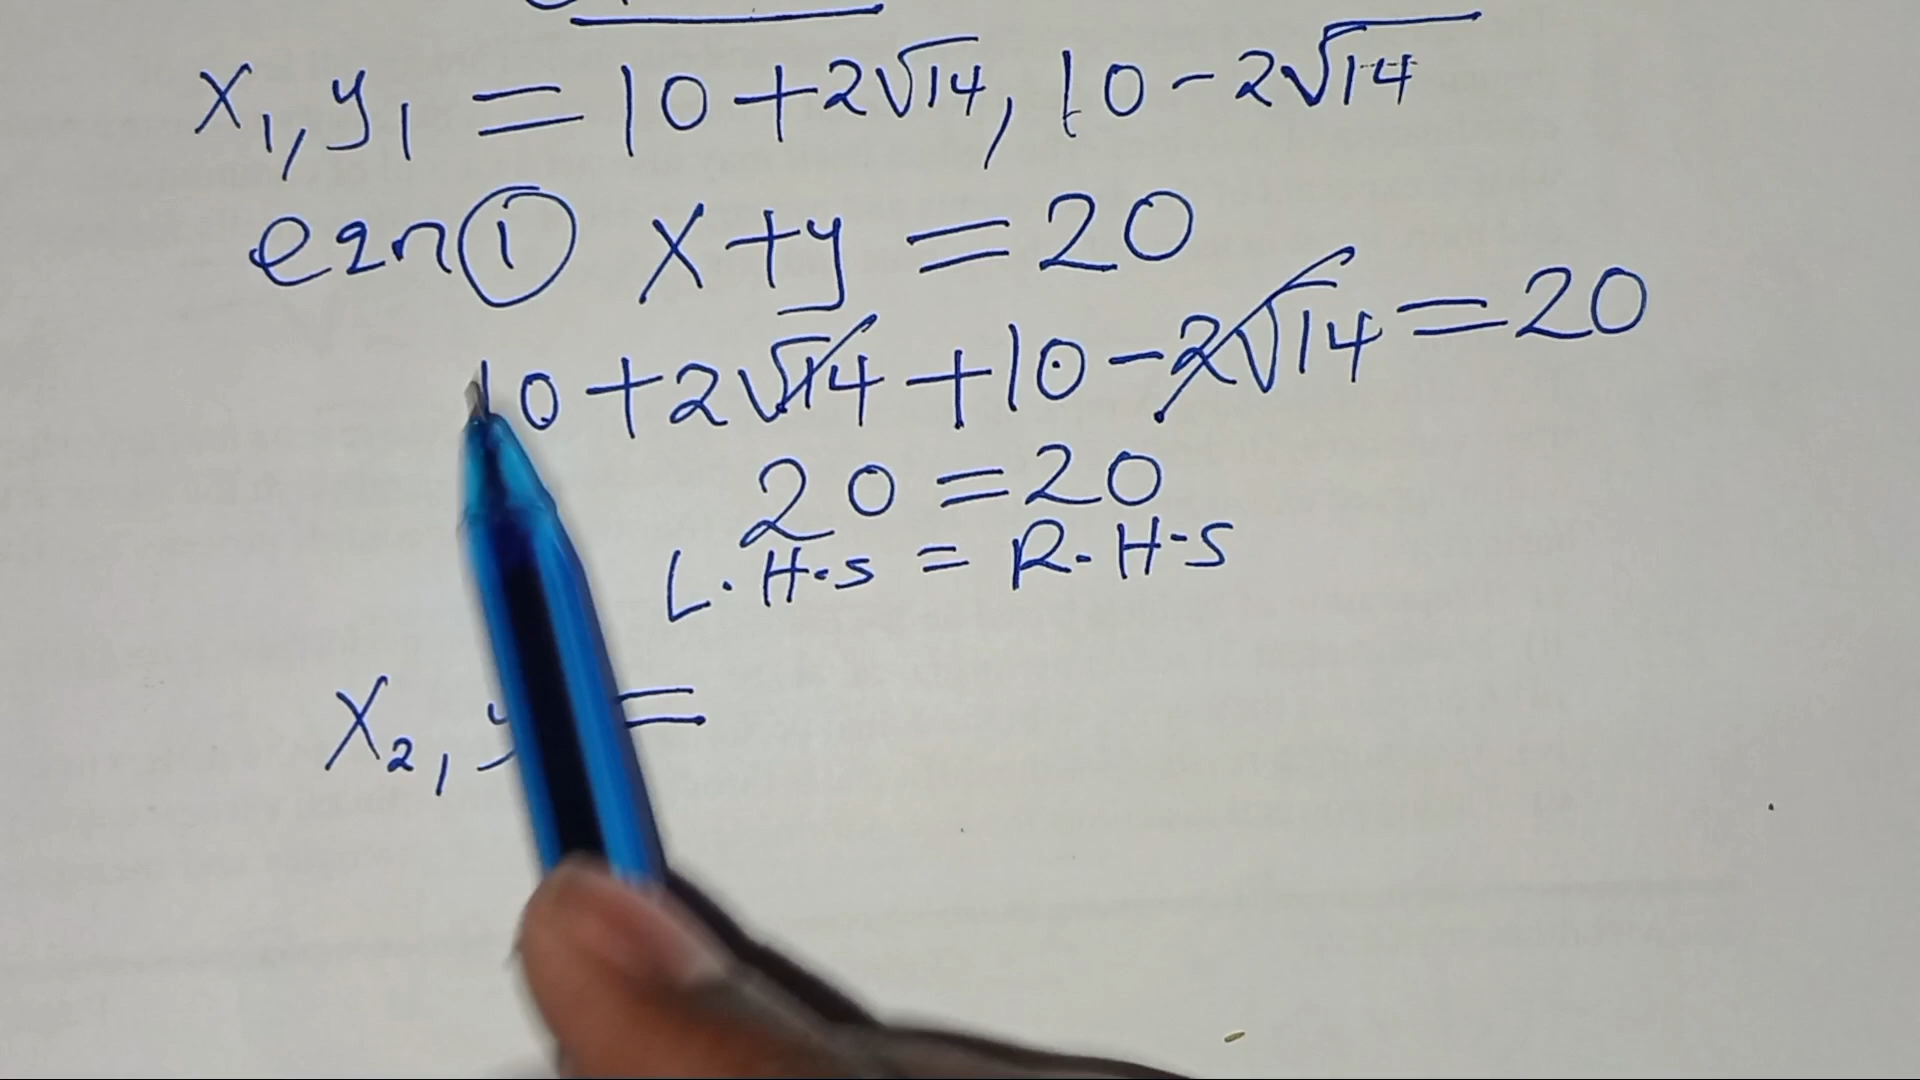 x₁, y₁ = 10 + 2√14, 10 - 2√14
eqn ① x + y = 20
10 + 2√14 + 10 - 2√14 = 20
20 = 20
L.H.S = R.H.S
x₂, y =